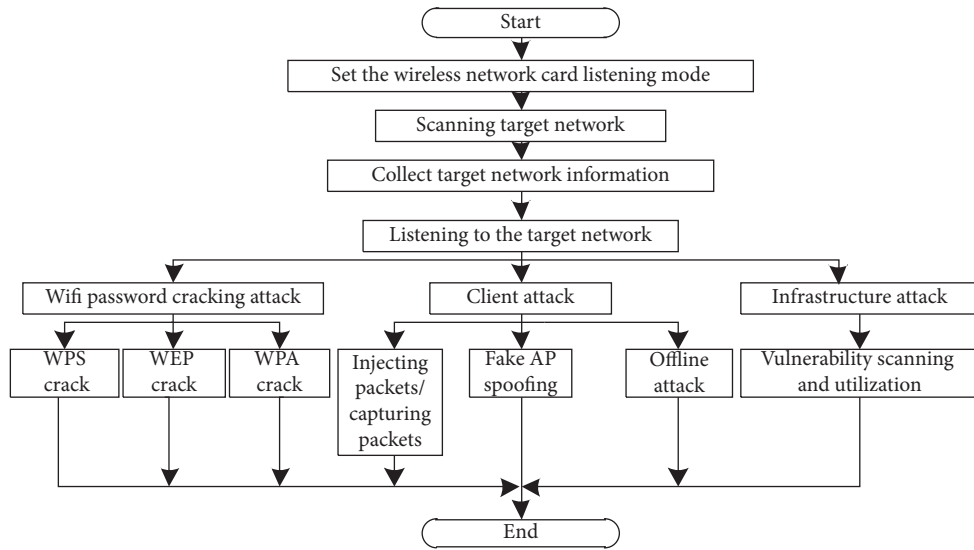 Start
Set the wireless network card listening mode
Scanning target network
Collect target network information
Listening to the target network
Wifi password cracking attack
Client attack
Infrastructure attack
WPS
crack
WEP
crack
WPA
crack
Injecting
packets/
capturing
packets
Fake AP
spoofing
Offline
attack
Vulnerability scanning
and utilization
End